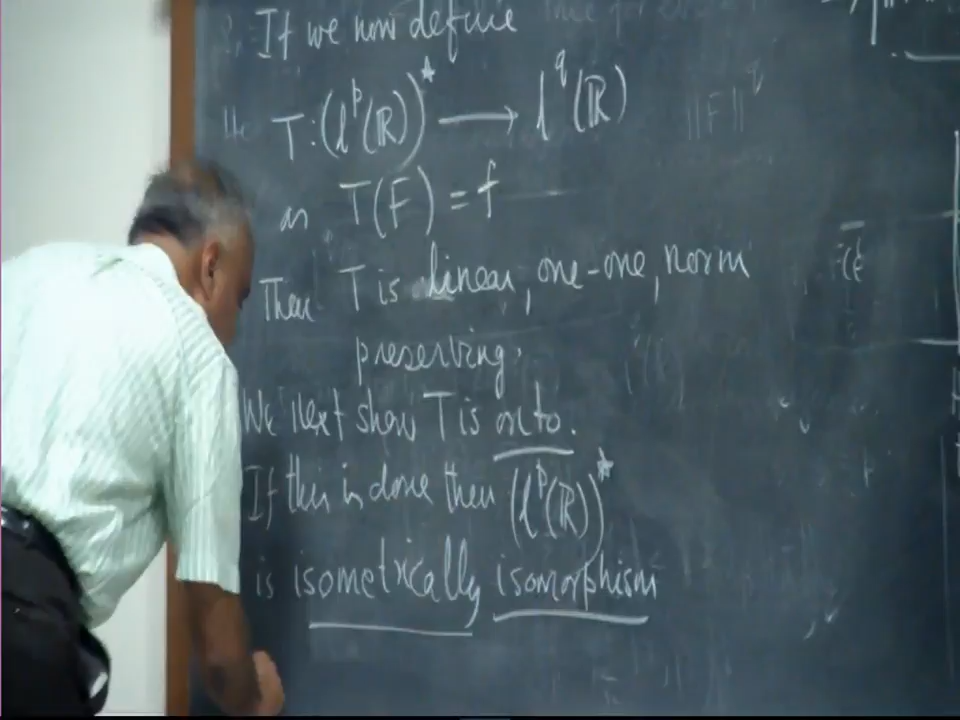 If we now define
T:(l^p(ℝ))^* ⟶ l^q(ℝ)
as T(F) = f
Then T is linear, one-one, norm
preserving.
We next show T is onto.
If this is done then (l^p(ℝ))^*
is isometrically isomorphism